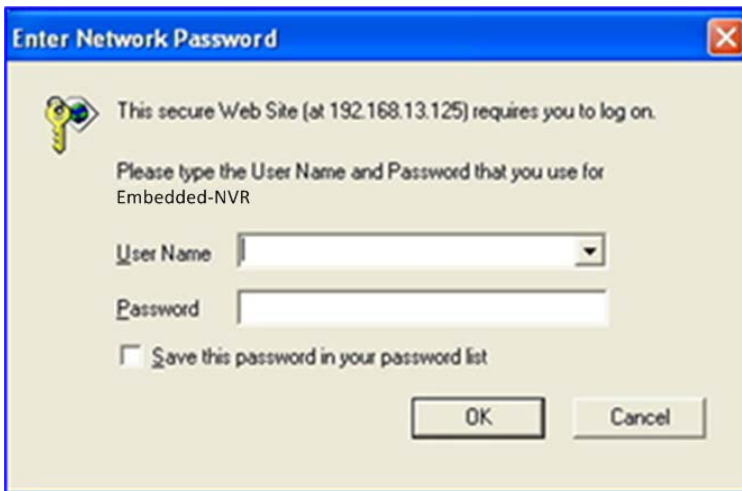 Enter Network Password
This secure Web Site (at 192.168.13.125) requires you to log on.
Please type the User Name and Password that you use for
Embedded-NVR
User Name
Password
Save this password in your password list
OK
Cancel